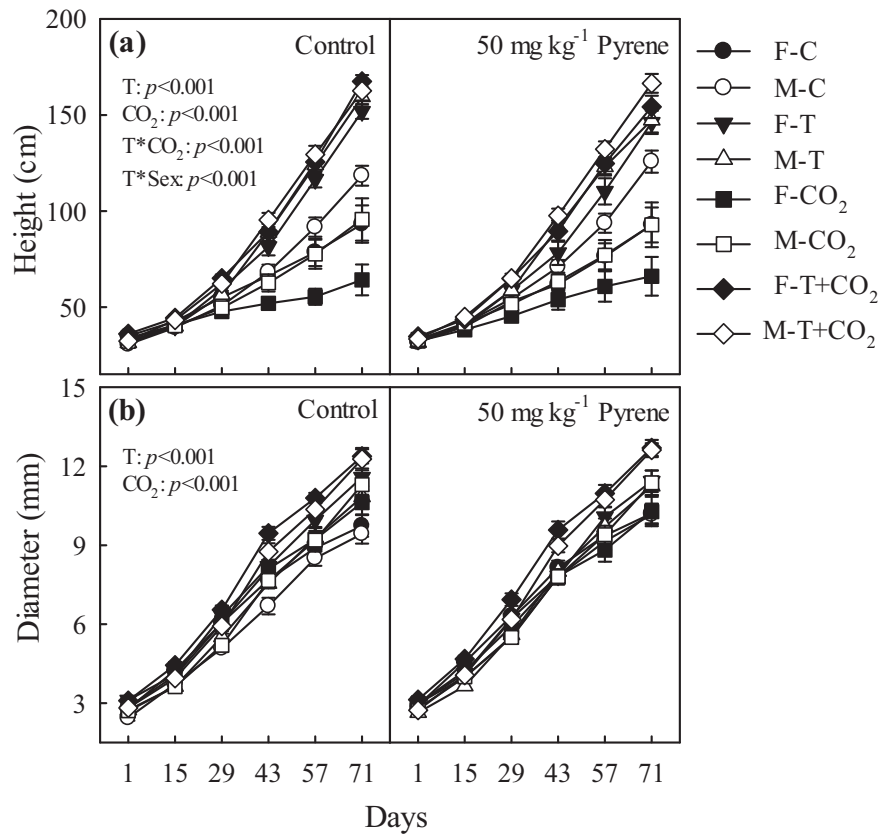 200
150
100
50
Height (cm)
(a)
Control
T: p<0.001
CO₂: p<0.001
T*CO₂: p<0.001
T*Sex: p<0.001
50 mg kg⁻¹ Pyrene
F-C
M-C
F-T
M-T
F-CO₂
M-CO₂
F-T+CO₂
M-T+CO₂
15
12
9
6
3
Diameter (mm)
(b)
Control
T: p<0.001
CO₂: p<0.001
50 mg kg⁻¹ Pyrene
1 15 29 43 57 71
1 15 29 43 57 71
Days